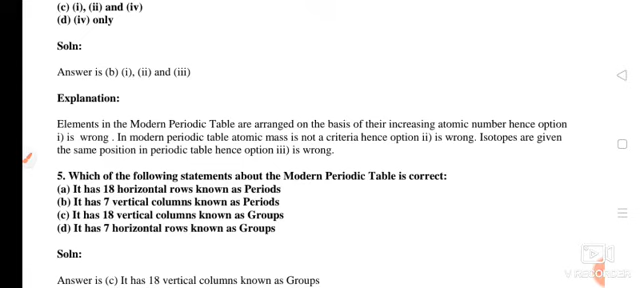 (c) (i), (ii) and (iv)
(d) (iv) only
Soln:
Answer is (b) (i), (ii) and (iii)
Explanation:
Elements in the Modern Periodic Table are arranged on the basis of their increasing atomic number hence option
i) is wrong . In modern periodic table atomic mass is not a criteria hence option ii) is wrong. Isotopes are given
the same position in periodic table hence option iii) is wrong.
5. Which of the following statements about the Modern Periodic Table is correct:
(a) It has 18 horizontal rows known as Periods
(b) It has 7 vertical columns known as Periods
(c) It has 18 vertical columns known as Groups
(d) It has 7 horizontal rows known as Groups
Soln:
Answer is (c) It has 18 vertical columns known as Groups
V RECORDER